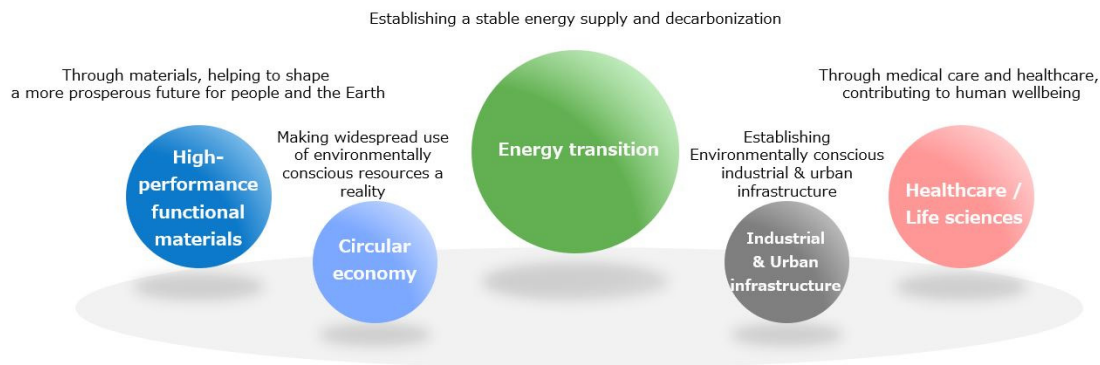 Establishing a stable energy supply and decarbonization
Through materials, helping to shape
a more prosperous future for people and the Earth
High-
performance
functional
materials
Making widespread use
of environmentally
conscious resources a
reality
Circular
economy
Energy transition
Establishing
Environmentally conscious
industrial & urban
infrastructure
Industrial
& Urban
infrastructure
Through medical care and healthcare,
contributing to human wellbeing
Healthcare /
Life sciences